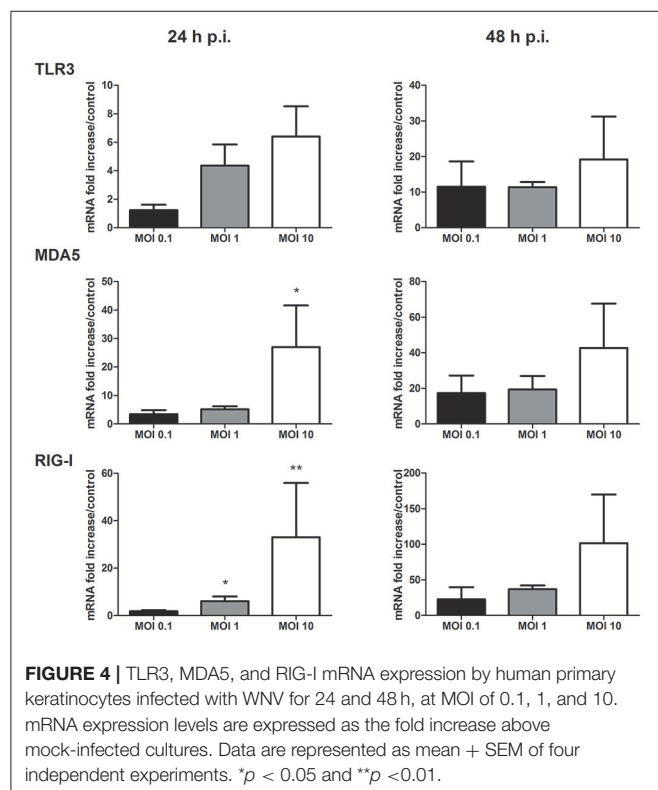 24 h p.i.
48 h p.i.
TLR3
mRNA fold increase/control
10
8
6
4
2
0
MOI 0.1 MOI 1 MOI 10
mRNA fold increase/control
40
30
20
10
0
MOI 0.1 MOI 1 MOI 10
MDA5
mRNA fold increase/control
50
40
30
20
10
0
*
MOI 0.1 MOI 1 MOI 10
mRNA fold increase/control
80
60
40
20
0
MOI 0.1 MOI 1 MOI 10
RIG-I
mRNA fold increase/control
60
40
20
0
*
**
MOI 0.1 MOI 1 MOI 10
mRNA fold increase/control
200
150
100
50
0
MOI 0.1 MOI 1 MOI 10
FIGURE 4 | TLR3, MDA5, and RIG-I mRNA expression by human primary
keratinocytes infected with WNV for 24 and 48 h, at MOI of 0.1, 1, and 10.
mRNA expression levels are expressed as the fold increase above
mock-infected cultures. Data are represented as mean + SEM of four
independent experiments. *p < 0.05 and **p <0.01.